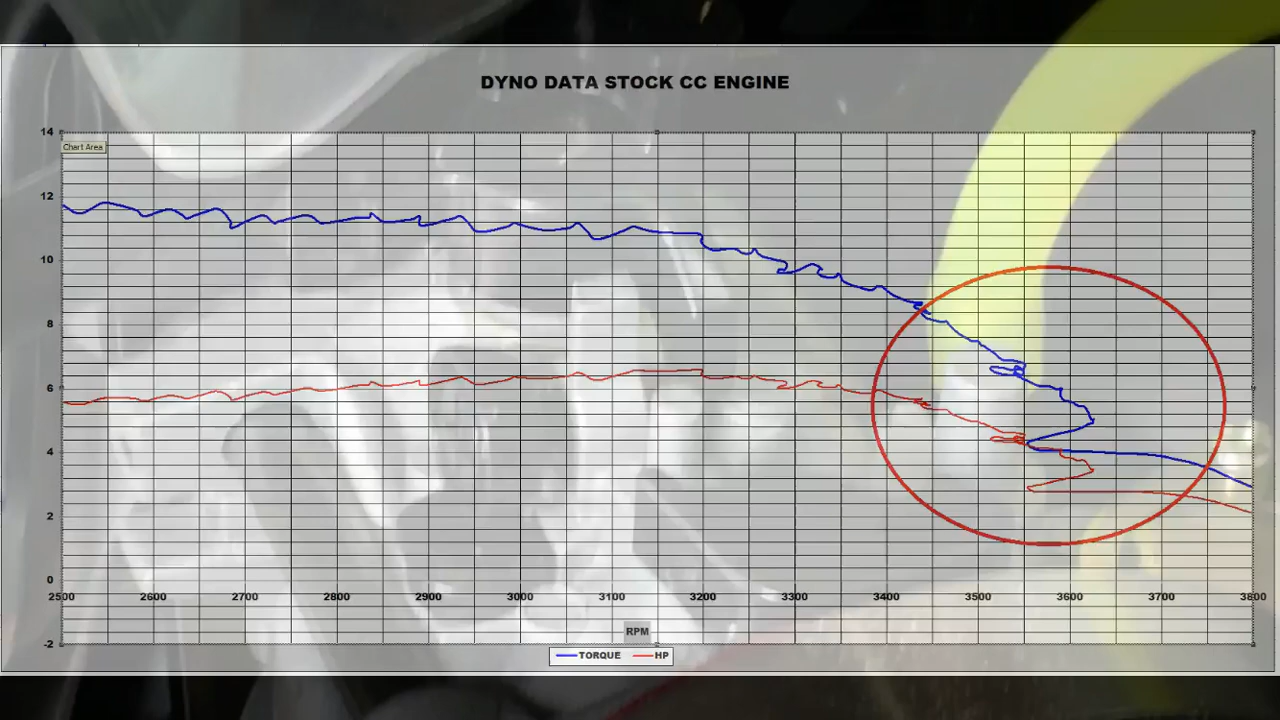 DYNO DATA STOCK CC ENGINE
14
Chart Area
12
10
8
6
4
2
0
2500 2600 2700 2800 2900 3000 3100 3200 3300 3400 3500 3600 3700 3800
RPM
-2
TORQUE HP